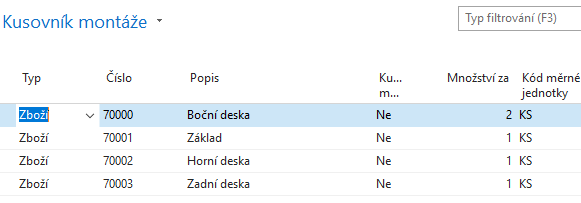 Kusovník montáže
Typ filtrování (F3)
Typ Číslo Popis Ku... m... Množství za Kód měrné jednotky
Zboží 70000 Boční deska Ne 2 KS
Zboží 70001 Základ Ne 1 KS
Zboží 70002 Horní deska Ne 1 KS
Zboží 70003 Zadní deska Ne 1 KS